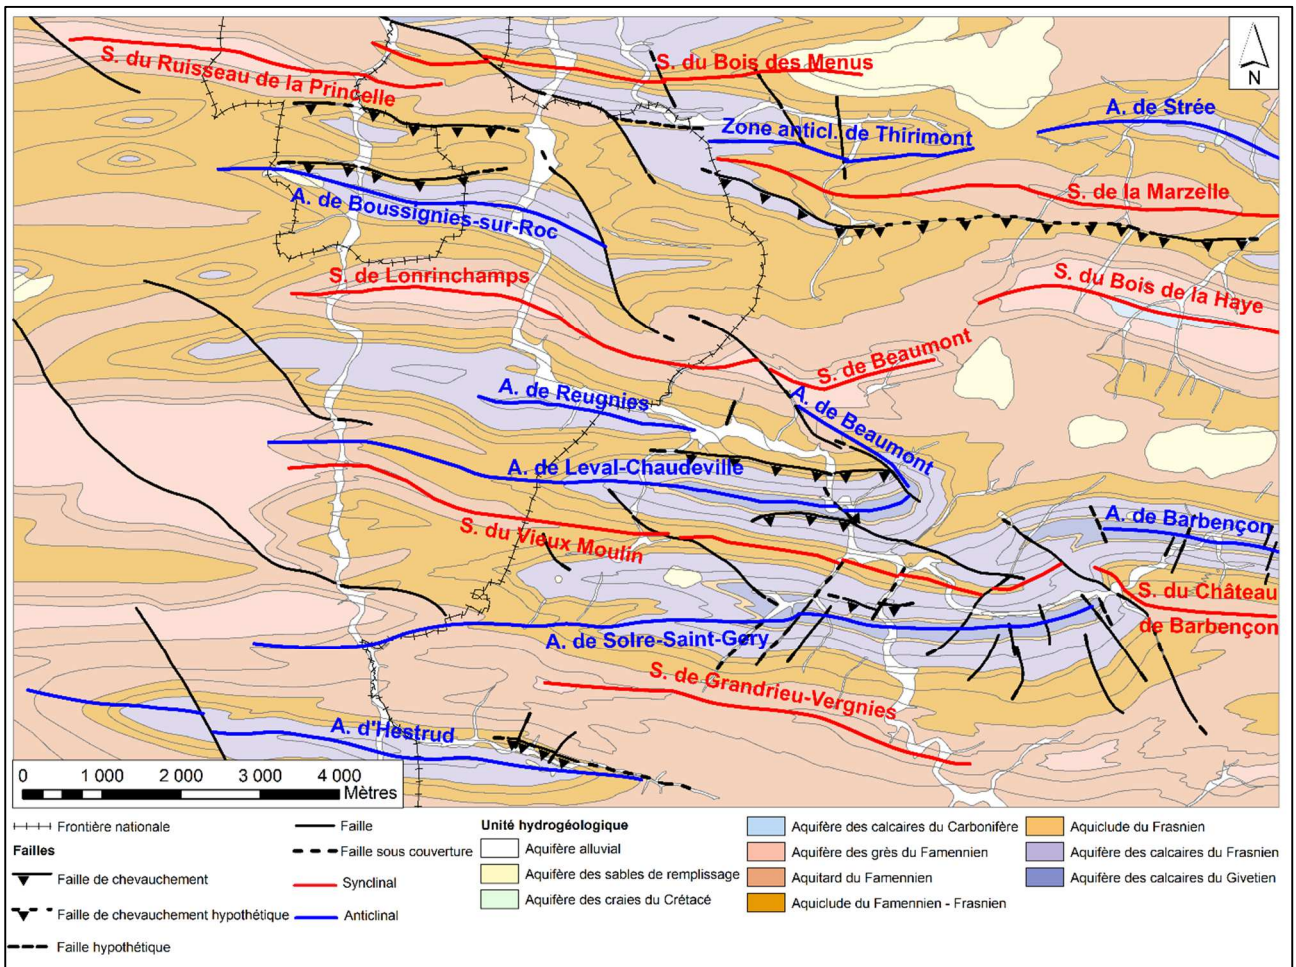 S. du Ruisseau de la Princelle
S. du Bois des Menus
N
A. de Strée
Zone anticl. de Thirimont
S. de la Marzelle
A. de Boussignies-sur-Roc
S. de Lonrinchamps
S. du Bois de la Haye
S. de Beaumont
A. de Reugnies
A. de Beaumont
A. de Leval-Chaudeville
S. du Vieux Moulin
A. de Barbençon
S. du Château
de Barbençon
A. de Solre-Saint-Gery
S. de Grandrieu-Vergnies
A. d'Hestrud
0 1 000 2 000 3 000 4 000
Mètres
Frontière nationale
Failles
Faille de chevauchement
Faille de chevauchement hypothétique
Faille hypothétique
Faille
Faille sous couverture
Synclinal
Anticlinal
Unité hydrogéologique
Aquifère alluvial
Aquifère des sables de remplissage
Aquifère des craies du Crétacé
Aquifère des calcaires du Carbonifère
Aquifère des grès du Famennien
Aquitard du Famennien
Aquiclude du Famennien - Frasnien
Aquiclude du Frasnien
Aquifère des calcaires du Frasnien
Aquifère des calcaires du Givetien